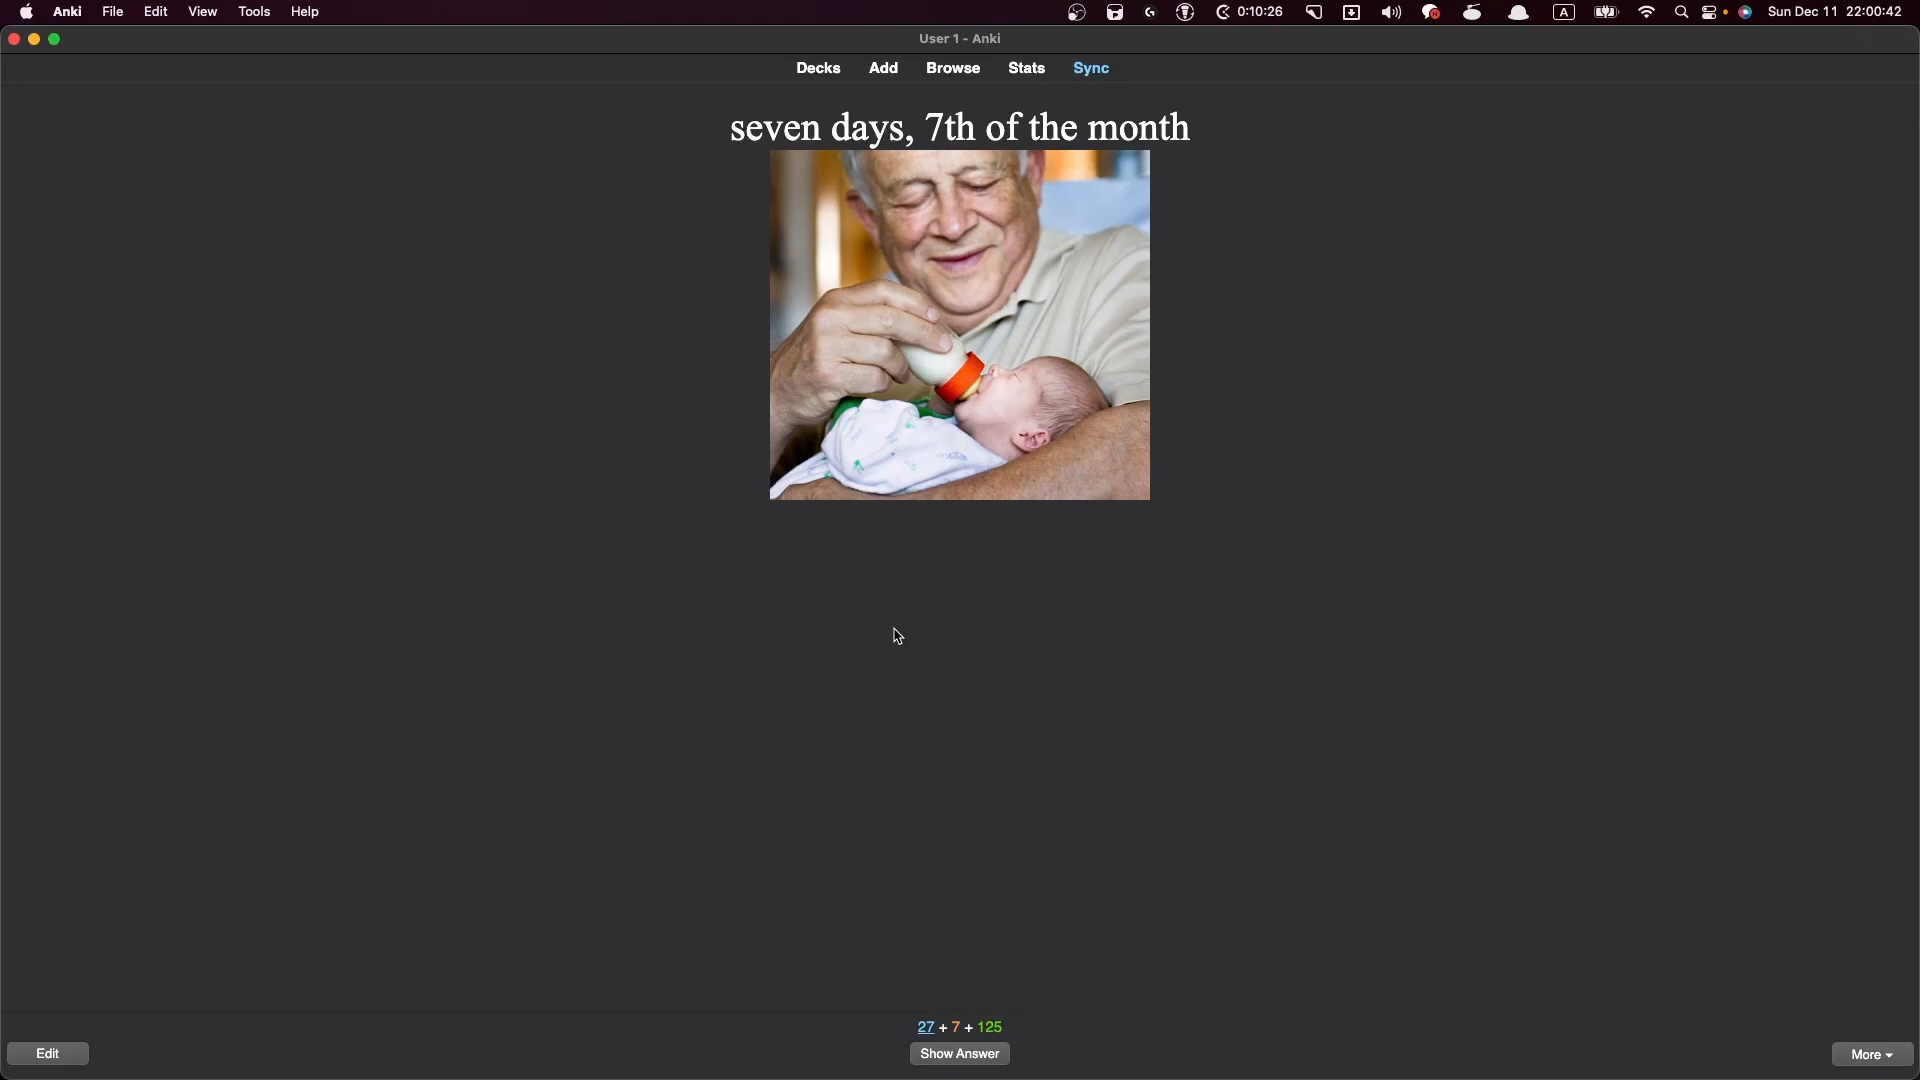 Anki File Edit View Tools Help 0:10:26 A Sun Dec 11 22:00:42
User 1 - Anki
Decks Add Browse Stats Sync
seven days, 7th of the month
27 + 7 + 125
Edit Show Answer More